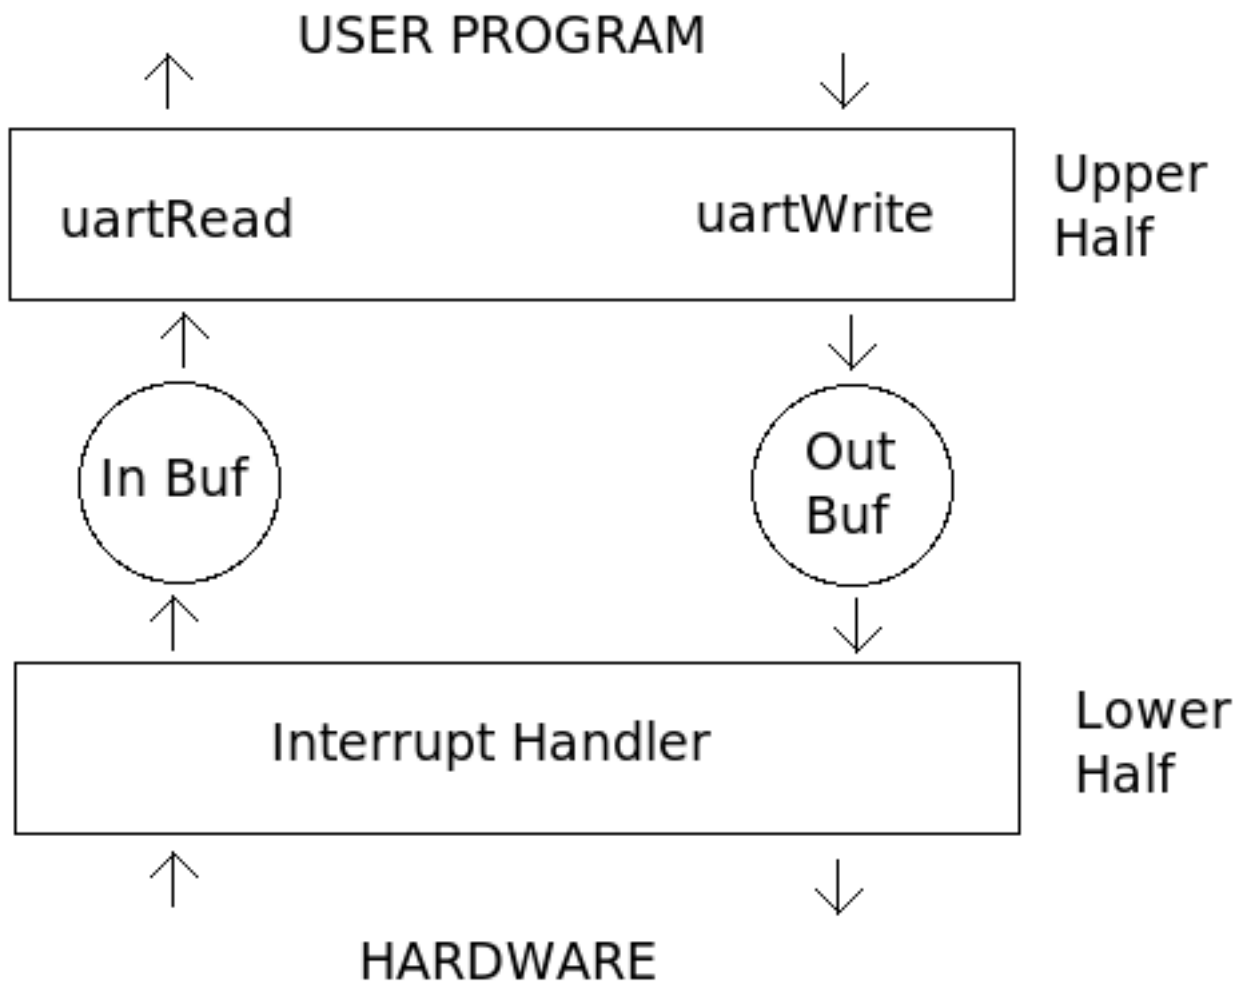 USER PROGRAM
uartRead
uartWrite
Upper
Half
In Buf
Out
Buf
Interrupt Handler
Lower
Half
HARDWARE